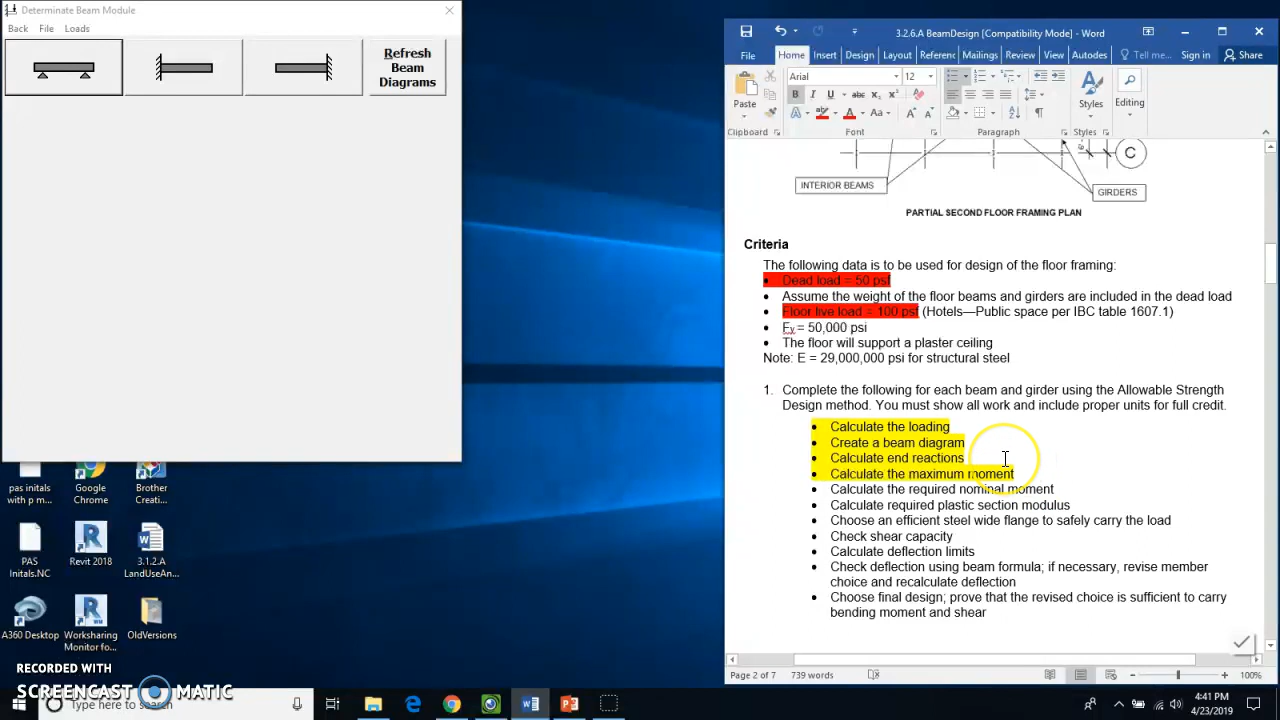 Determinate Beam Module
Back File Loads
Refresh
Beam
Diagrams
3.2.6.A BeamDesign [Compatibility Mode] - Word
File Home Insert Design Layout Referenc Mailings Review View Autodes Tell me... Sign in Share
Arial 12
Paste Styles Editing
Clipboard Font Paragraph Styles
C
INTERIOR BEAMS
GIRDERS
PARTIAL SECOND FLOOR FRAMING PLAN
Criteria
The following data is to be used for design of the floor framing:
• Dead load = 50 psf
• Assume the weight of the floor beams and girders are included in the dead load
• Floor live load = 100 psf (Hotels—Public space per IBC table 1607.1)
• Fy = 50,000 psi
• The floor will support a plaster ceiling
Note: E = 29,000,000 psi for structural steel
1. Complete the following for each beam and girder using the Allowable Strength
Design method. You must show all work and include proper units for full credit.
• Calculate the loading
• Create a beam diagram
• Calculate end reactions
• Calculate the maximum moment
• Calculate the required nominal moment
• Calculate required plastic section modulus
• Choose an efficient steel wide flange to safely carry the load
• Check shear capacity
• Calculate deflection limits
• Check deflection using beam formula; if necessary, revise member
choice and recalculate deflection
• Choose final design; prove that the revised choice is sufficient to carry
bending moment and shear
Page 2 of 7 739 words 100%
pas initals
with p m...
Google
Chrome
Brother
Creati...
PAS
Initals.NC
Revit 2018
3.1.2.A
LandUseAn...
A360 Desktop
Worksharing
Monitor fo...
OldVersions
RECORDED WITH
SCREENCAST MATIC
Type here to search
4:41 PM
4/23/2019